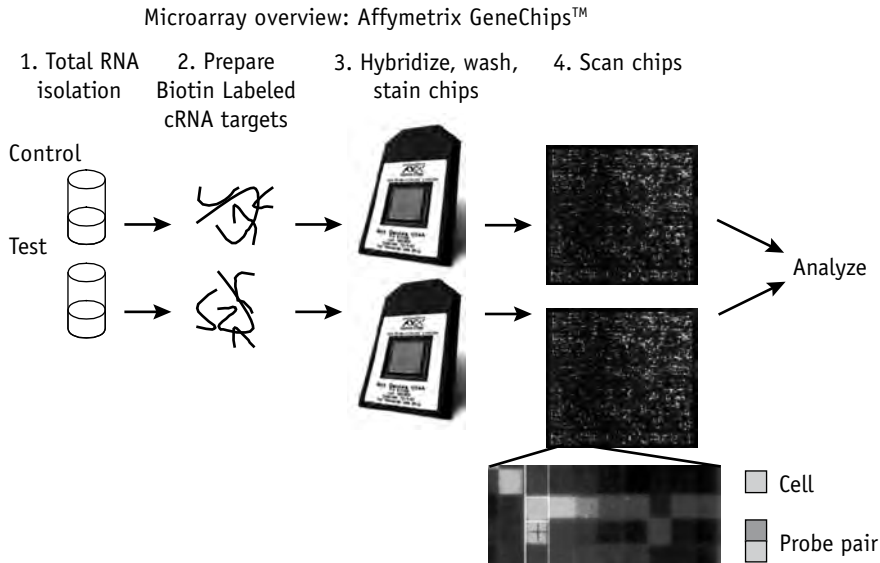 Microarray overview: Affymetrix GeneChips™
1. Total RNA
isolation
2. Prepare
Biotin Labeled
cRNA targets
3. Hybridize, wash,
stain chips
4. Scan chips
Control
Test
Analyze
Cell
Probe pair